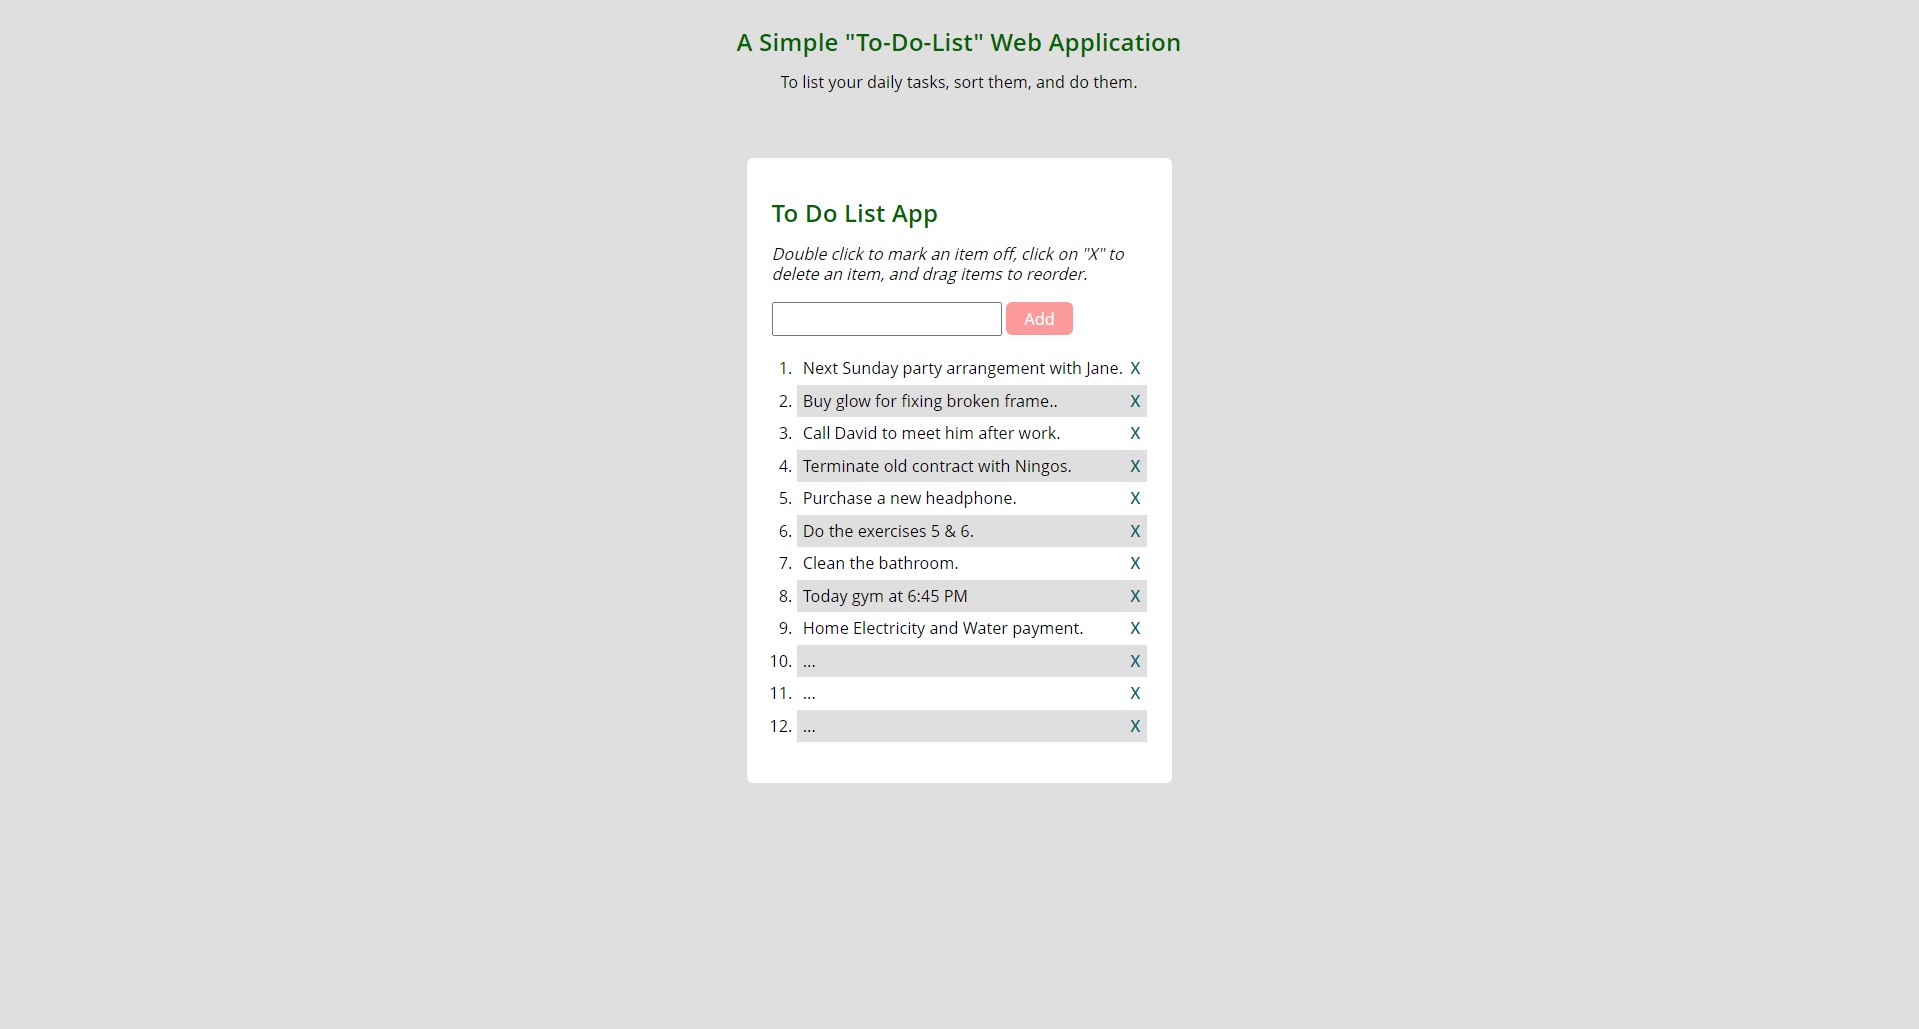 A Simple "To-Do-List" Web Application
To list your daily tasks, sort them, and do them.
To Do List App
Double click to mark an item off, click on "X" to
delete an item, and drag items to reorder.
Add
1. Next Sunday party arrangement with Jane. X
2. Buy glow for fixing broken frame.. X
3. Call David to meet him after work. X
4. Terminate old contract with Ningos. X
5. Purchase a new headphone. X
6. Do the exercises 5 & 6. X
7. Clean the bathroom. X
8. Today gym at 6:45 PM X
9. Home Electricity and Water payment. X
10. ... X
11. ... X
12. ... X